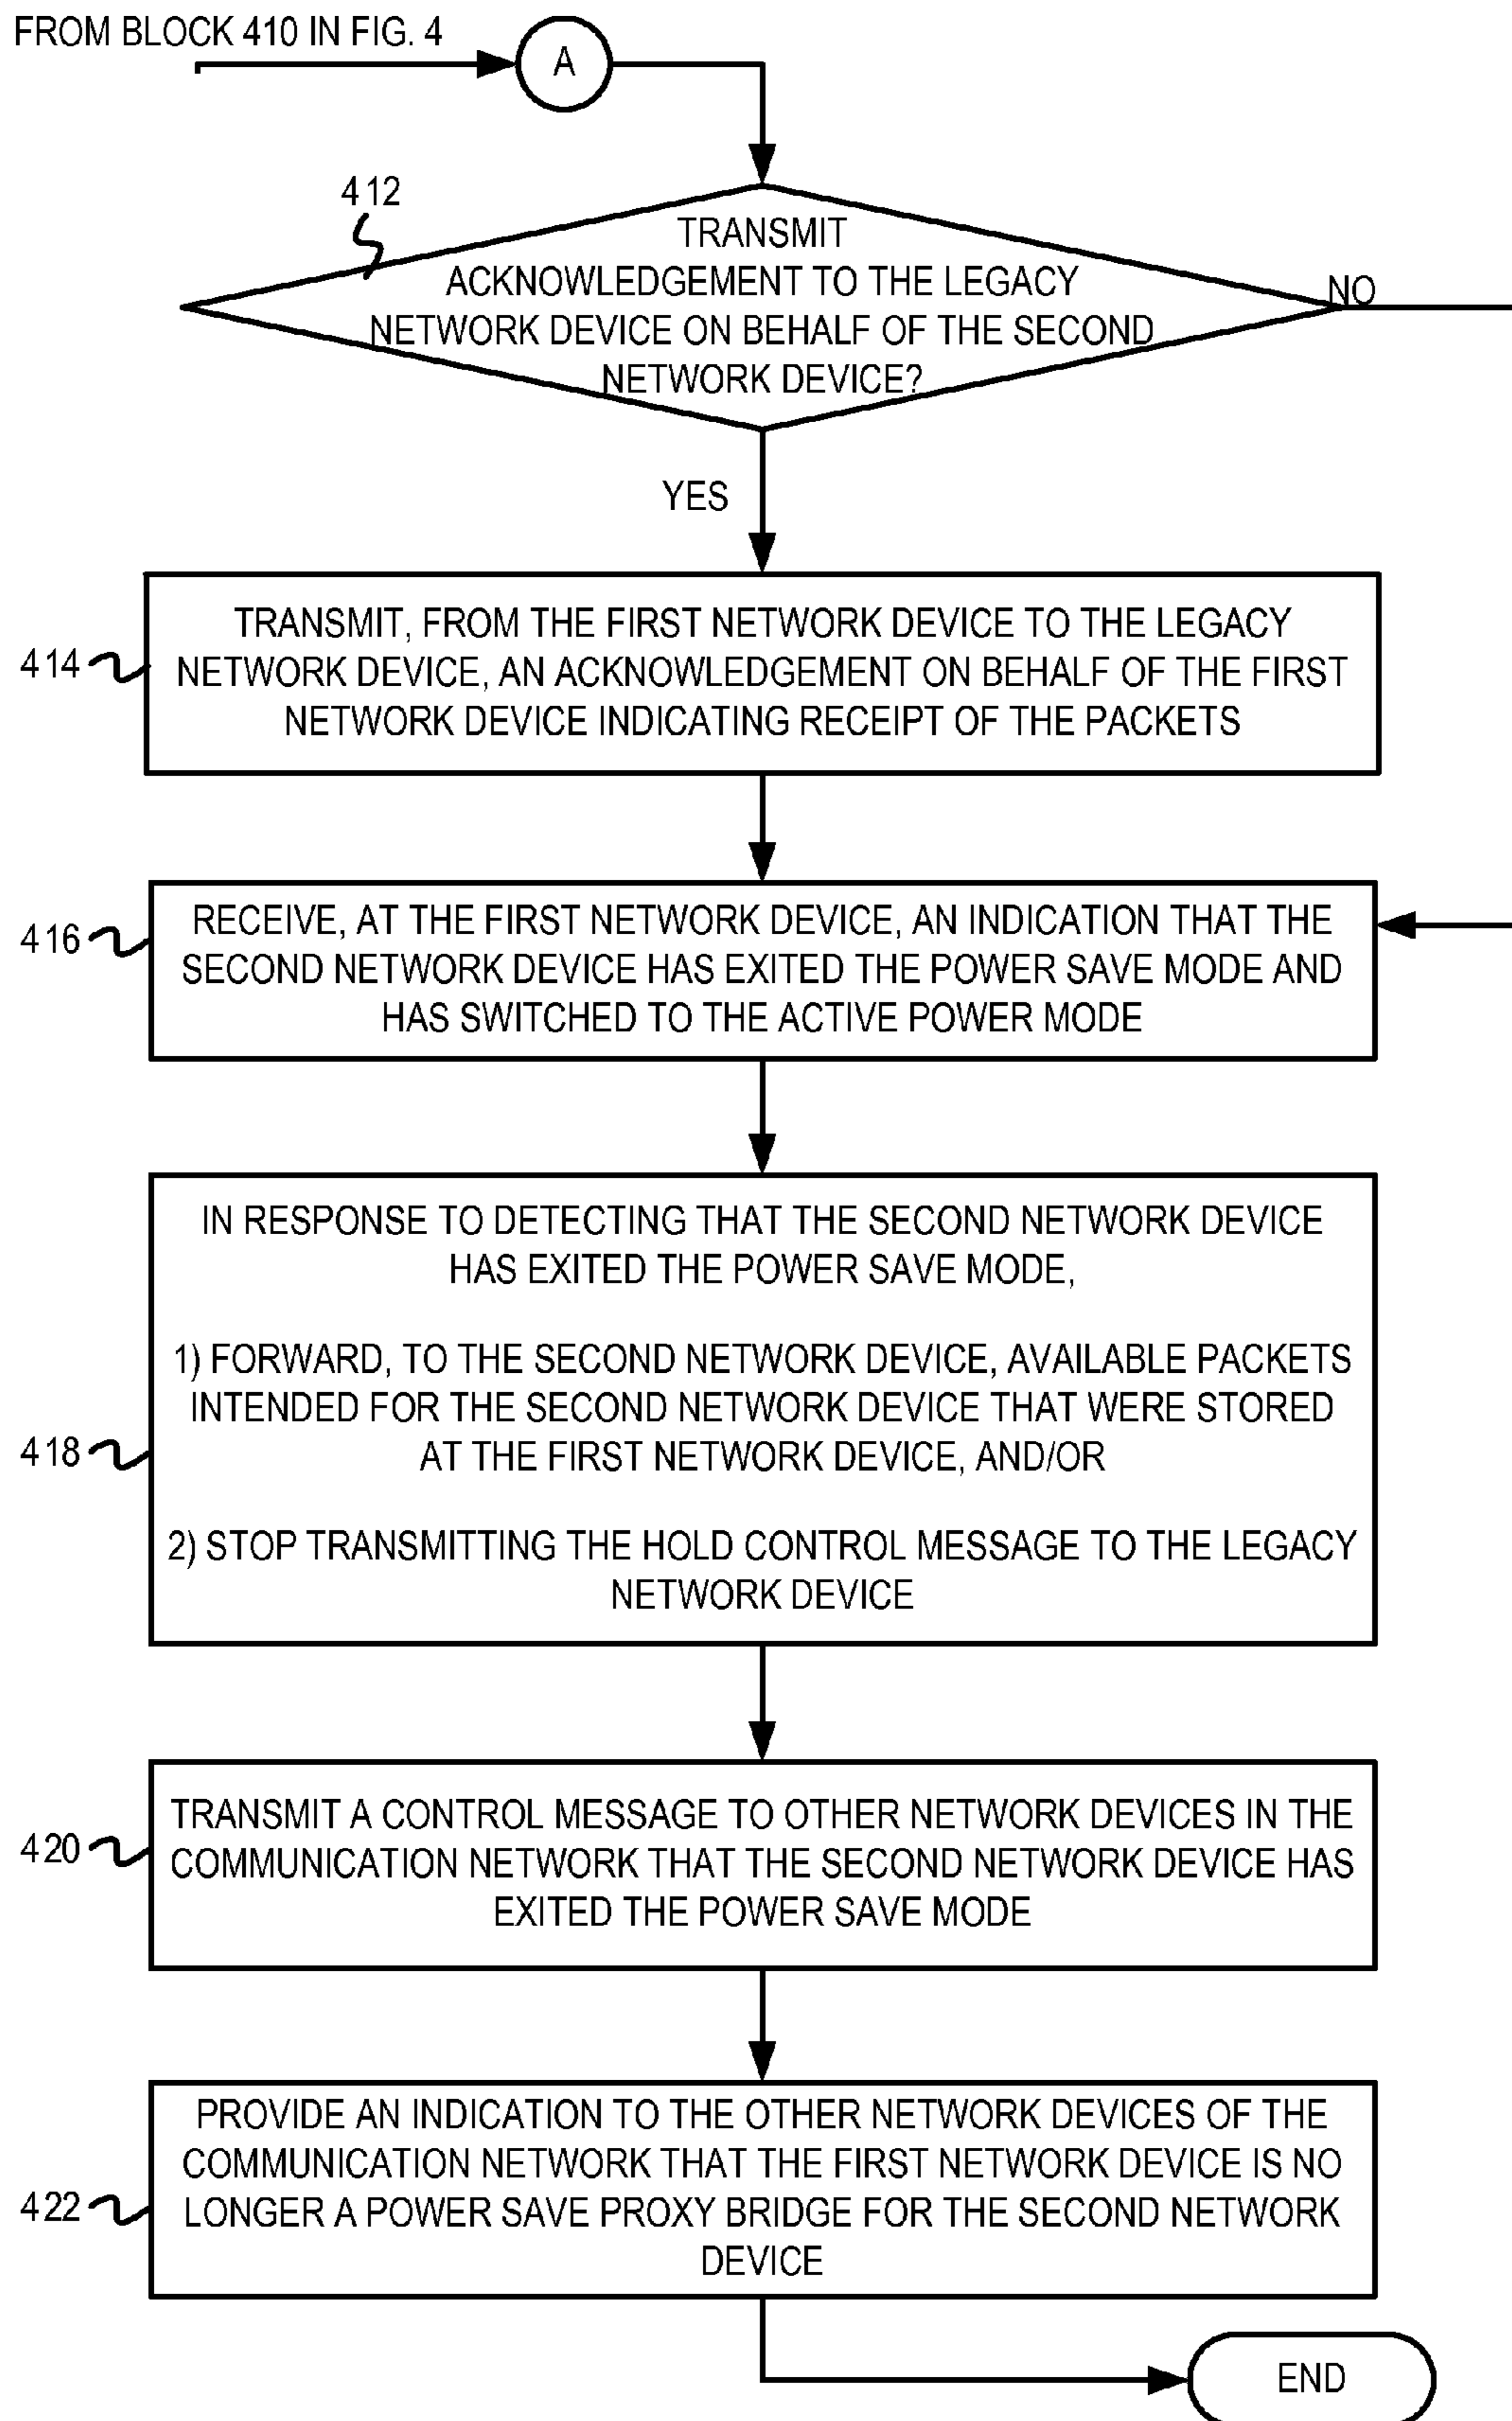 FROM BLOCK 410 IN FIG. 4
A
412
TRANSMIT
ACKNOWLEDGEMENT TO THE LEGACY
NETWORK DEVICE ON BEHALF OF THE SECOND
NETWORK DEVICE?
NO
YES
414
TRANSMIT, FROM THE FIRST NETWORK DEVICE TO THE LEGACY
NETWORK DEVICE, AN ACKNOWLEDGEMENT ON BEHALF OF THE FIRST
NETWORK DEVICE INDICATING RECEIPT OF THE PACKETS
416
RECEIVE, AT THE FIRST NETWORK DEVICE, AN INDICATION THAT THE
SECOND NETWORK DEVICE HAS EXITED THE POWER SAVE MODE AND
HAS SWITCHED TO THE ACTIVE POWER MODE
418
IN RESPONSE TO DETECTING THAT THE SECOND NETWORK DEVICE
HAS EXITED THE POWER SAVE MODE,
1) FORWARD, TO THE SECOND NETWORK DEVICE, AVAILABLE PACKETS
INTENDED FOR THE SECOND NETWORK DEVICE THAT WERE STORED
AT THE FIRST NETWORK DEVICE, AND/OR
2) STOP TRANSMITTING THE HOLD CONTROL MESSAGE TO THE LEGACY
NETWORK DEVICE
420
TRANSMIT A CONTROL MESSAGE TO OTHER NETWORK DEVICES IN THE
COMMUNICATION NETWORK THAT THE SECOND NETWORK DEVICE HAS
EXITED THE POWER SAVE MODE
422
PROVIDE AN INDICATION TO THE OTHER NETWORK DEVICES OF THE
COMMUNICATION NETWORK THAT THE FIRST NETWORK DEVICE IS NO
LONGER A POWER SAVE PROXY BRIDGE FOR THE SECOND NETWORK
DEVICE
END